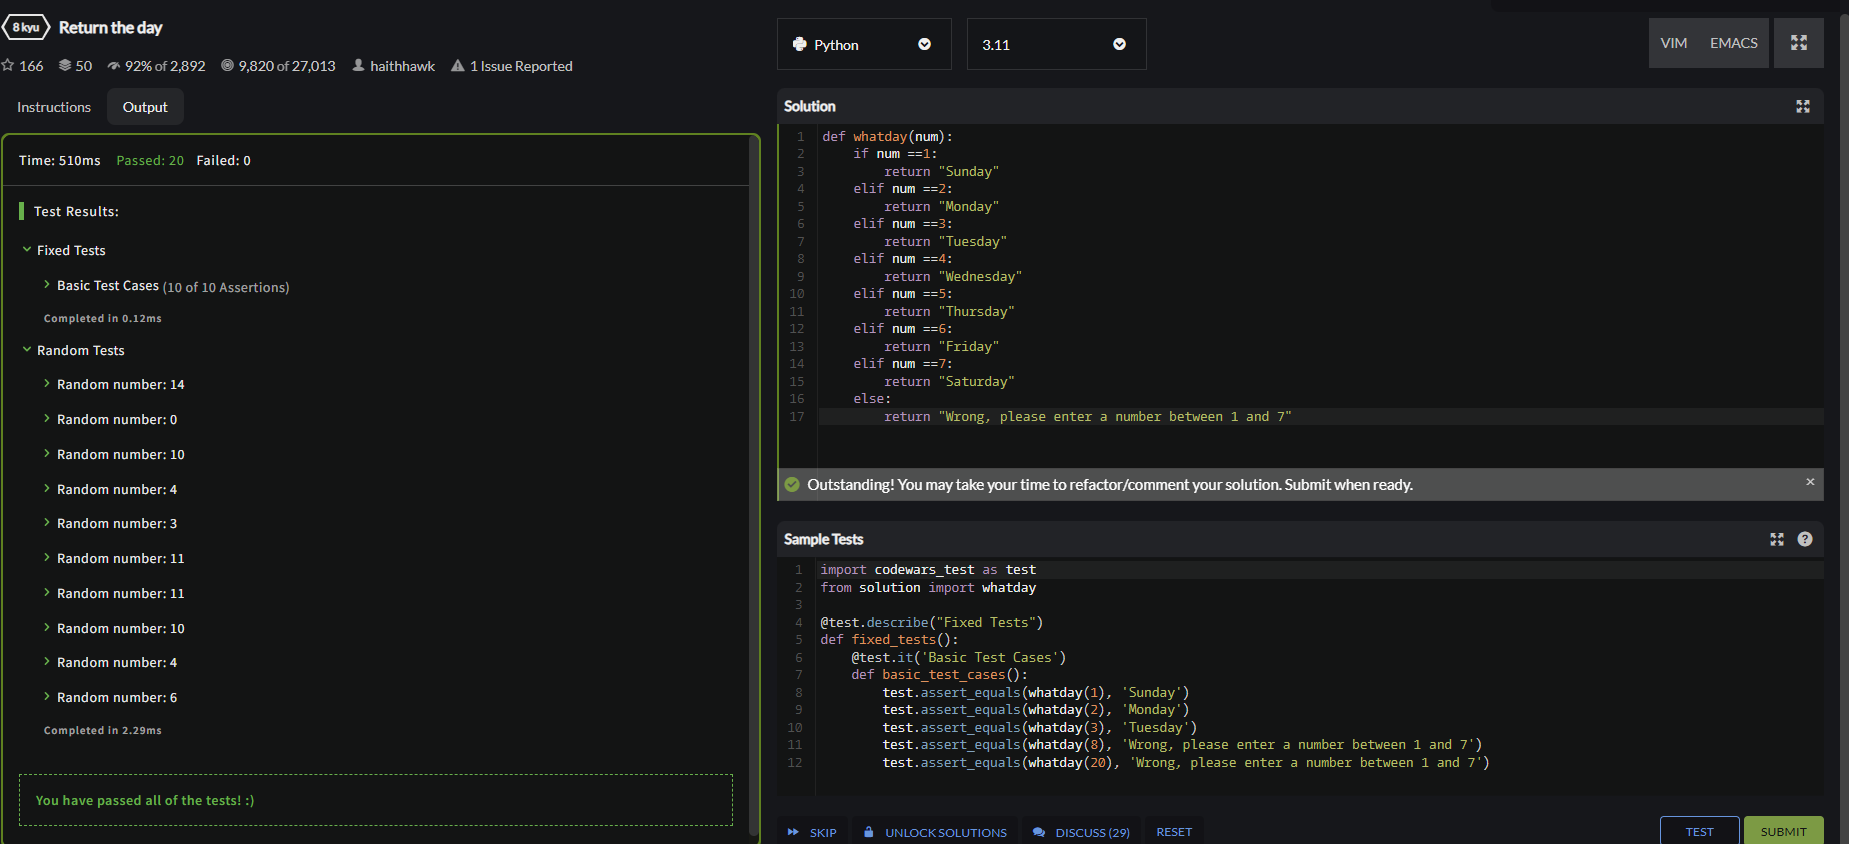 8 kyu Return the day
166 50 92% of 2,892 9,820 of 27,013 haithhawk 1 Issue Reported
Instructions Output
Time: 510ms Passed: 20 Failed: 0
Test Results:
Fixed Tests
Basic Test Cases (10 of 10 Assertions)
Completed in 0.12ms
Random Tests
Random number: 14
Random number: 0
Random number: 10
Random number: 4
Random number: 3
Random number: 11
Random number: 11
Random number: 10
Random number: 4
Random number: 6
Completed in 2.29ms
You have passed all of the tests! :)
Python 3.11 VIM EMACS
Solution
1 def whatday(num):
2     if num ==1:
3         return "Sunday"
4     elif num ==2:
5         return "Monday"
6     elif num ==3:
7         return "Tuesday"
8     elif num ==4:
9         return "Wednesday"
10     elif num ==5:
11         return "Thursday"
12     elif num ==6:
13         return "Friday"
14     elif num ==7:
15         return "Saturday"
16     else:
17         return "Wrong, please enter a number between 1 and 7"
Outstanding! You may take your time to refactor/comment your solution. Submit when ready. ×
Sample Tests ?
1 import codewars_test as test
2 from solution import whatday
3
4 @test.describe("Fixed Tests")
5 def fixed_tests():
6     @test.it('Basic Test Cases')
7     def basic_test_cases():
8         test.assert_equals(whatday(1), 'Sunday')
9         test.assert_equals(whatday(2), 'Monday')
10         test.assert_equals(whatday(3), 'Tuesday')
11         test.assert_equals(whatday(8), 'Wrong, please enter a number between 1 and 7')
12         test.assert_equals(whatday(20), 'Wrong, please enter a number between 1 and 7')
SKIP UNLOCK SOLUTIONS DISCUSS (29) RESET TEST SUBMIT